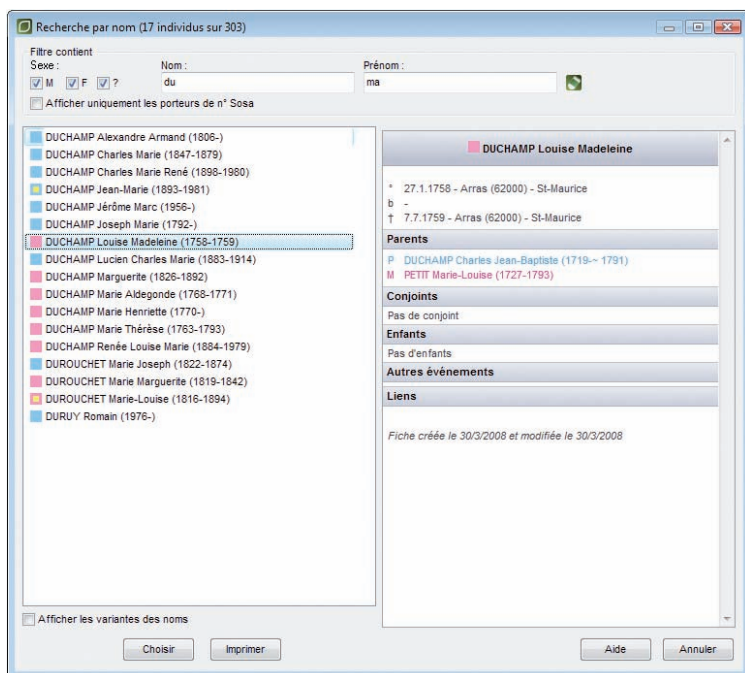 Recherche par nom (17 individus sur 303)
Filtre contient
Sexe : Nom : Prénom :
M F ? du ma
Afficher uniquement les porteurs de n° Sosa
DUCHAMP Alexandre Armand (1806-)
DUCHAMP Charles Marie (1847-1879)
DUCHAMP Charles Marie René (1898-1980)
DUCHAMP Jean-Marie (1893-1981)
DUCHAMP Jérôme Marc (1956-)
DUCHAMP Joseph Marie (1792-)
DUCHAMP Louise Madeleine (1758-1759)
DUCHAMP Lucien Charles Marie (1883-1914)
DUCHAMP Marguerite (1826-1892)
DUCHAMP Marie Aldegonde (1768-1771)
DUCHAMP Marie Henriette (1770-)
DUCHAMP Marie Thérèse (1763-1793)
DUCHAMP Renée Louise Marie (1884-1979)
DUROUCHET Marie Joseph (1822-1874)
DUROUCHET Marie Marguerite (1819-1842)
DUROUCHET Marie-Louise (1816-1894)
DURUY Romain (1976-)
DUCHAMP Louise Madeleine
* 27.1.1758 - Arras (62000) - St-Maurice
b -
† 7.7.1759 - Arras (62000) - St-Maurice
Parents
P DUCHAMP Charles Jean-Baptiste (1719-~ 1791)
M PETIT Marie-Louise (1727-1793)
Conjoints
Pas de conjoint
Enfants
Pas d'enfants
Autres événements
Liens
Fiche créée le 30/3/2008 et modifiée le 30/3/2008
Afficher les variantes des noms
Choisir Imprimer Aide Annuler